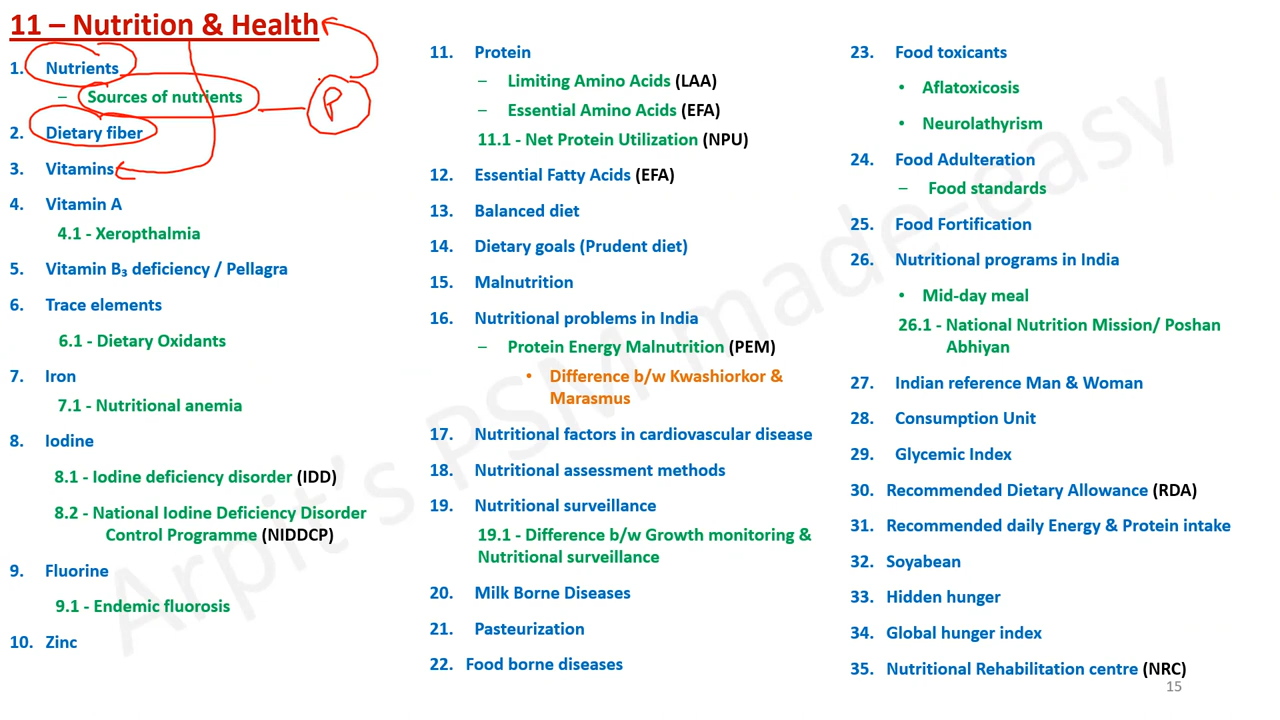 11 – Nutrition & Health
1. Nutrients
– Sources of nutrients
2. Dietary fiber
3. Vitamins
4. Vitamin A
4.1 - Xeropthalmia
5. Vitamin B₃ deficiency / Pellagra
6. Trace elements
6.1 - Dietary Oxidants
7. Iron
7.1 - Nutritional anemia
8. Iodine
8.1 - Iodine deficiency disorder (IDD)
8.2 - National Iodine Deficiency Disorder
Control Programme (NIDDCP)
9. Fluorine
9.1 - Endemic fluorosis
10. Zinc
P
11. Protein
– Limiting Amino Acids (LAA)
– Essential Amino Acids (EFA)
11.1 - Net Protein Utilization (NPU)
12. Essential Fatty Acids (EFA)
13. Balanced diet
14. Dietary goals (Prudent diet)
15. Malnutrition
16. Nutritional problems in India
– Protein Energy Malnutrition (PEM)
• Difference b/w Kwashiorkor &
Marasmus
17. Nutritional factors in cardiovascular disease
18. Nutritional assessment methods
19. Nutritional surveillance
19.1 - Difference b/w Growth monitoring &
Nutritional surveillance
20. Milk Borne Diseases
21. Pasteurization
22. Food borne diseases
23. Food toxicants
• Aflatoxicosis
• Neurolathyrism
24. Food Adulteration
– Food standards
25. Food Fortification
26. Nutritional programs in India
• Mid-day meal
26.1 - National Nutrition Mission/ Poshan
Abhiyan
27. Indian reference Man & Woman
28. Consumption Unit
29. Glycemic Index
30. Recommended Dietary Allowance (RDA)
31. Recommended daily Energy & Protein intake
32. Soyabean
33. Hidden hunger
34. Global hunger index
35. Nutritional Rehabilitation centre (NRC)
15
Arpit's PSM made-easy